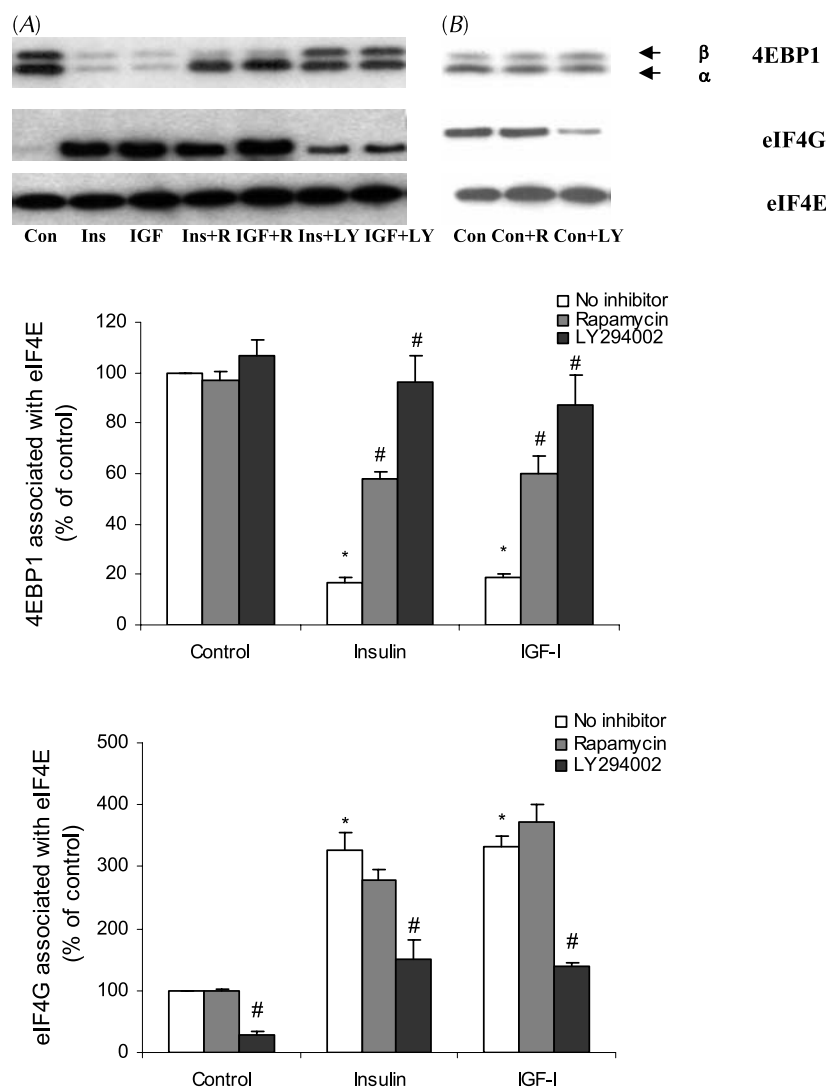 (A) (B)
β 4EBP1
α
eIF4G
eIF4E
Con Ins IGF Ins+R IGF+R Ins+LY IGF+LY Con Con+R Con+LY
No inhibitor
Rapamycin
LY294002
4EBP1 associated with eIF4E
(% of control)
120
100
80
60
40
20
0
# # # #
* *
Control Insulin IGF-I
No inhibitor
Rapamycin
LY294002
eIF4G associated with eIF4E
(% of control)
500
400
300
200
100
0
* *
# # #
Control Insulin IGF-I